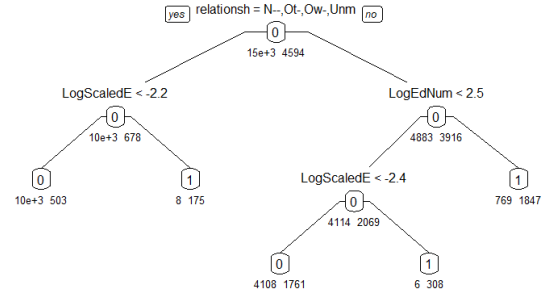 yes relationsh = N--,Ot-,Ow-,Unm no
0
15e+3 4594
LogScaledE < -2.2 LogEdNum < 2.5
0 0
10e+3 678 4883 3916
LogScaledE < -2.4
0 1 0 1
10e+3 503 8 175 4114 2069 769 1847
0 1
4108 1761 6 308